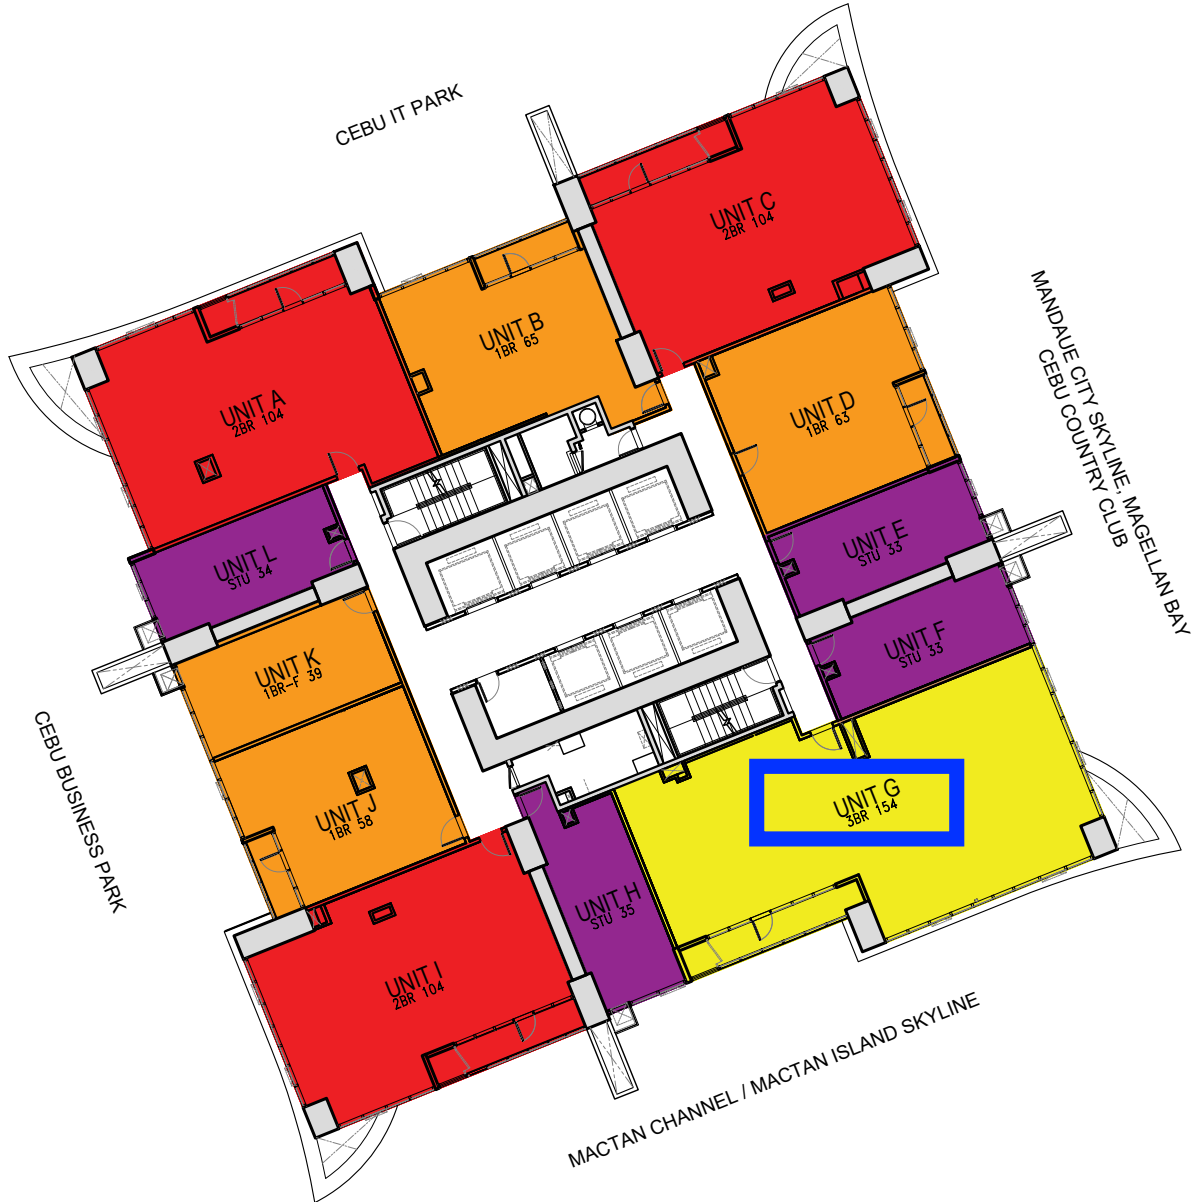 CEBU IT PARK
UNIT C
2BR 104
UNIT B
1BR 65
UNIT A
2BR 104
UNIT D
1BR 63
MANDAUE CITY SKYLINE, MAGELLAN BAY
CEBU COUNTRY CLUB
UNIT E
STU 33
UNIT L
STU 34
UNIT F
STU 33
UNIT K
1BR-F 39
UNIT G
3BR 154
UNIT J
1BR 58
CEBU BUSINESS PARK
UNIT H
STU 35
UNIT I
2BR 104
MACTAN CHANNEL / MACTAN ISLAND SKYLINE